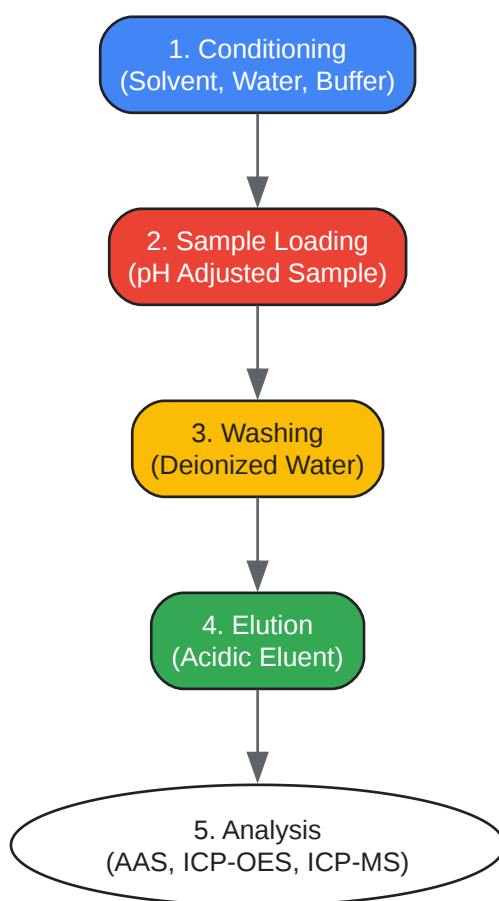 1. Conditioning
(Solvent, Water, Buffer)
2. Sample Loading
(pH Adjusted Sample)
3. Washing
(Deionized Water)
4. Elution
(Acidic Eluent)
5. Analysis
(AAS, ICP-OES, ICP-MS)